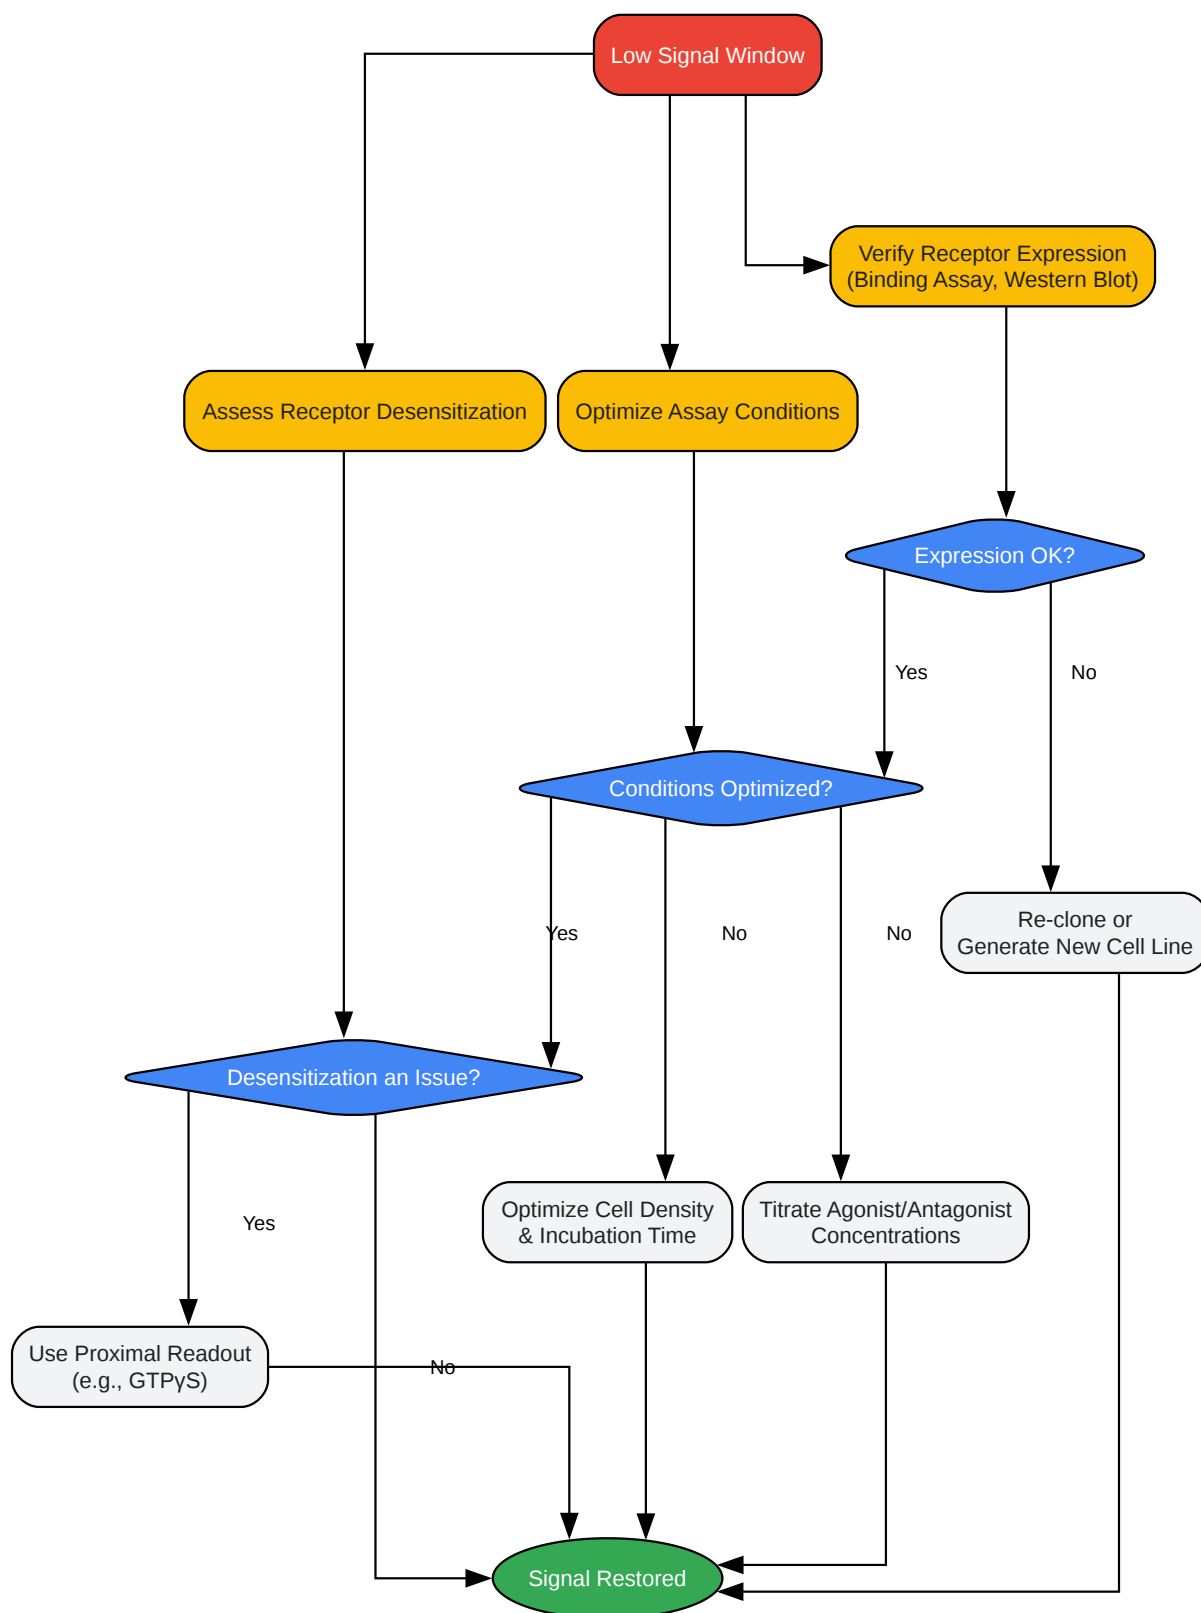 Low Signal Window
Verify Receptor Expression
(Binding Assay, Western Blot)
Assess Receptor Desensitization
Optimize Assay Conditions
Expression OK?
Yes
No
Conditions Optimized?
Yes
No
No
Re-clone or
Generate New Cell Line
Desensitization an Issue?
Optimize Cell Density
& Incubation Time
Titrate Agonist/Antagonist
Concentrations
Yes
Use Proximal Readout
(e.g., GTPγS)
No
Signal Restored